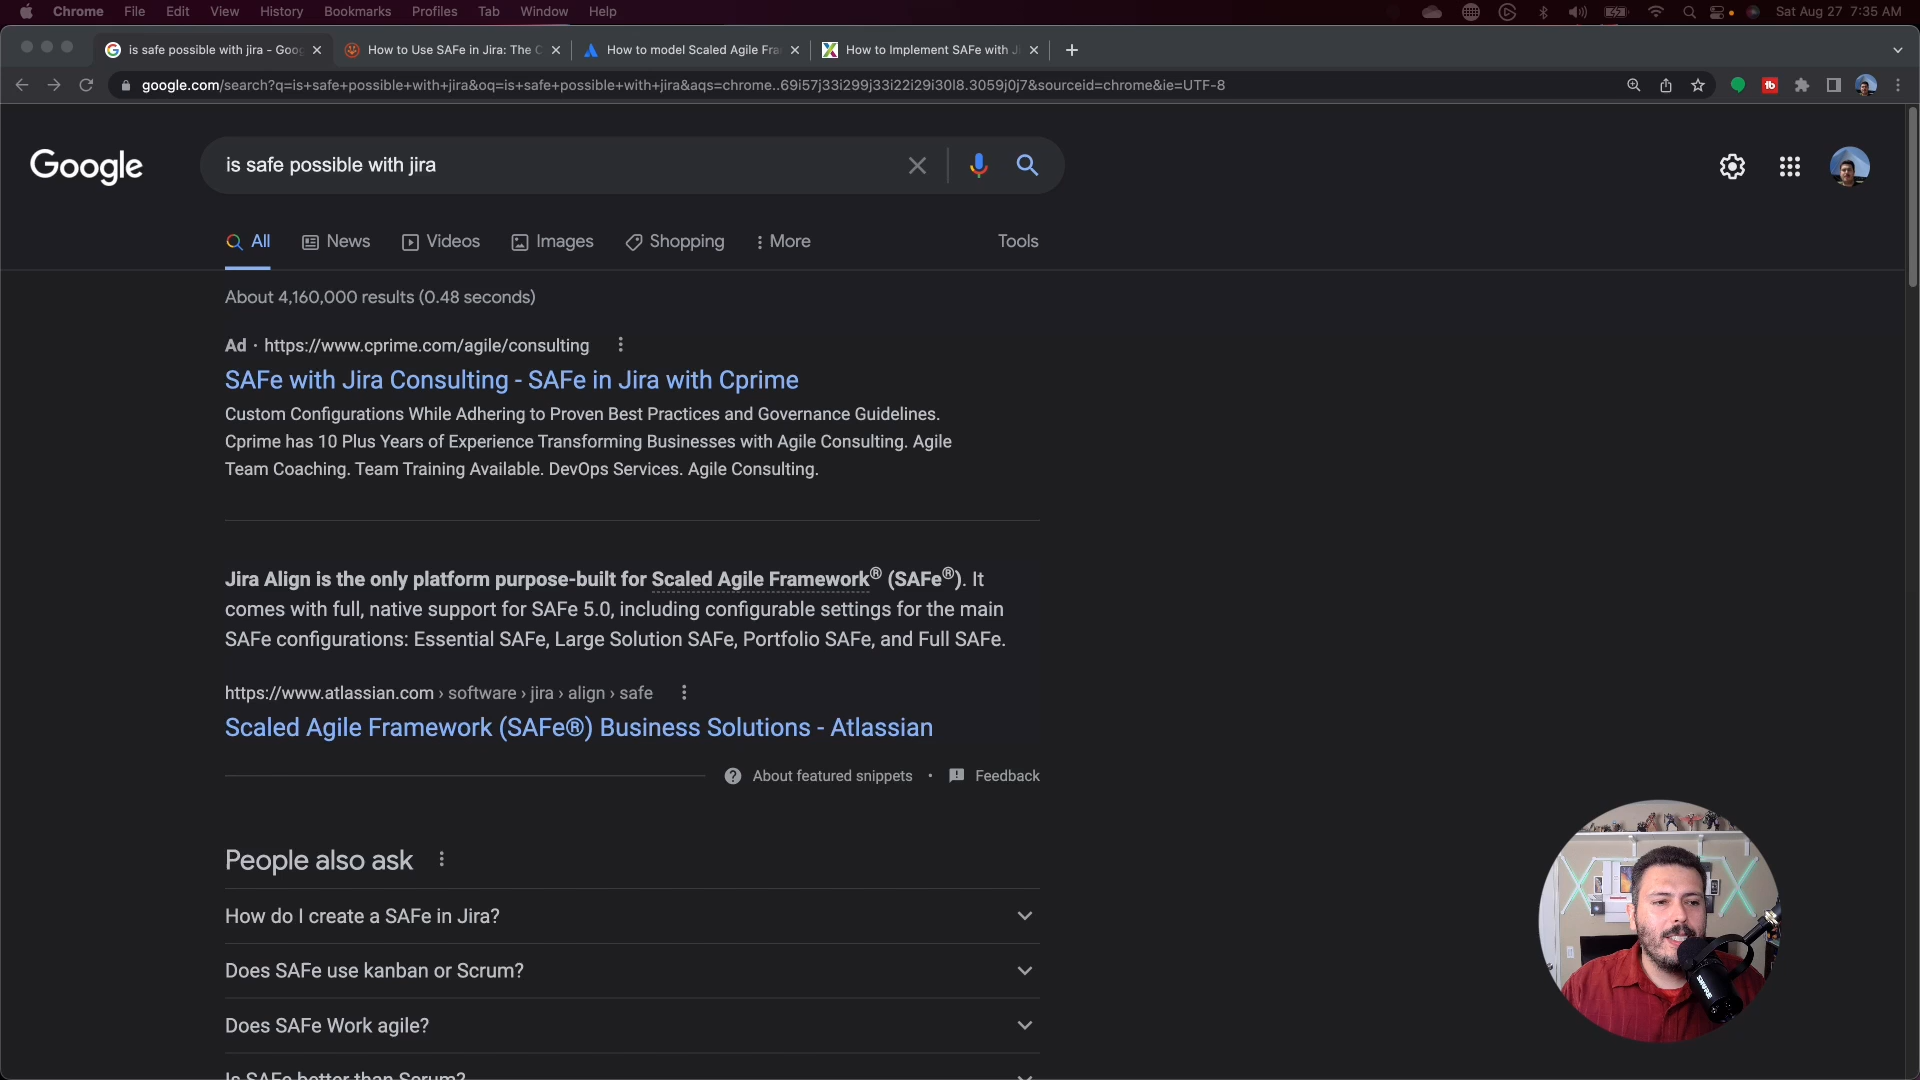 Chrome File Edit View History Bookmarks Profiles Tab Window Help Sat Aug 27 7:35 AM
is safe possible with jira - Goog How to Use SAFe in Jira: The C How to model Scaled Agile Fra How to Implement SAFe with J
google.com/search?q=is+safe+possible+with+jira&oq=is+safe+possible+with+jira&aqs=chrome..69i57j33i299j33i22i29i30l8.3059j0j7&sourceid=chrome&ie=UTF-8
Google is safe possible with jira
All News Videos Images Shopping More Tools
About 4,160,000 results (0.48 seconds)
Ad · https://www.cprime.com/agile/consulting
SAFe with Jira Consulting - SAFe in Jira with Cprime
Custom Configurations While Adhering to Proven Best Practices and Governance Guidelines.
Cprime has 10 Plus Years of Experience Transforming Businesses with Agile Consulting. Agile
Team Coaching. Team Training Available. DevOps Services. Agile Consulting.
Jira Align is the only platform purpose-built for Scaled Agile Framework® (SAFe®). It
comes with full, native support for SAFe 5.0, including configurable settings for the main
SAFe configurations: Essential SAFe, Large Solution SAFe, Portfolio SAFe, and Full SAFe.
https://www.atlassian.com › software › jira › align › safe
Scaled Agile Framework (SAFe®) Business Solutions - Atlassian
About featured snippets • Feedback
People also ask
How do I create a SAFe in Jira?
Does SAFe use kanban or Scrum?
Does SAFe Work agile?
Is SAFe better than Scrum?
SHURE